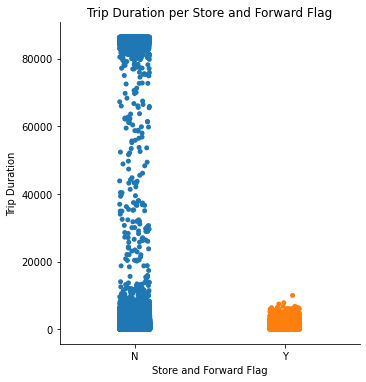 Trip Duration per Store and Forward Flag
80000
60000
40000
20000
0
Trip Duration
N
Y
Store and Forward Flag